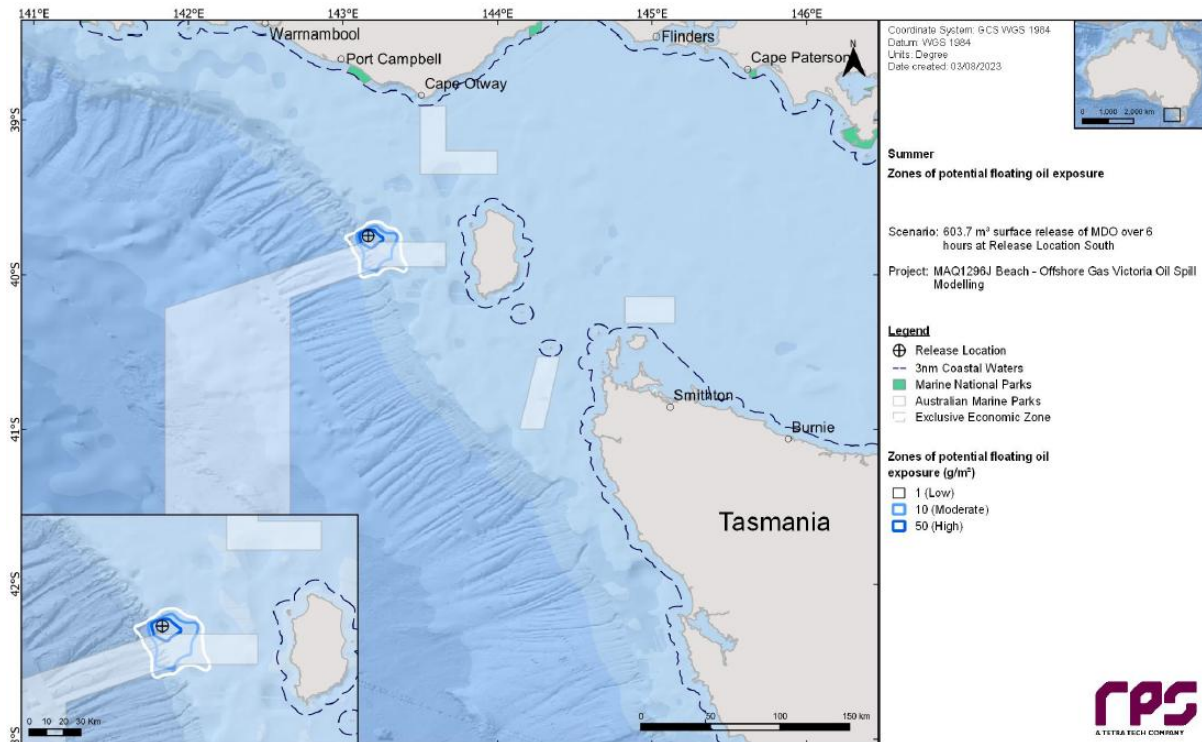 141°E 142°E 143°E 144°E 145°E 146°E
Warrnambool
Port Campbell
Cape Otway
Flinders
Cape Paterson
39°S
40°S
41°S
42°S
Smithton
Burnie
Tasmania
0 10 20 30 Km
0 50 100 150 km
Coordinate System: GCS WGS 1984
Datum: WGS 1984
Units: Degree
Date created: 03/08/2023
N
0 1,000 2,000 km
Summer
Zones of potential floating oil exposure
Scenario: 603.7 m³ surface release of MDO over 6
hours at Release Location South
Project: MAQ1296J Beach - Offshore Gas Victoria Oil Spill
Modelling
Legend
Release Location
3nm Coastal Waters
Marine National Parks
Australian Marine Parks
Exclusive Economic Zone
Zones of potential floating oil
exposure (g/m²)
1 (Low)
10 (Moderate)
50 (High)
rps
A TETRA TECH COMPANY